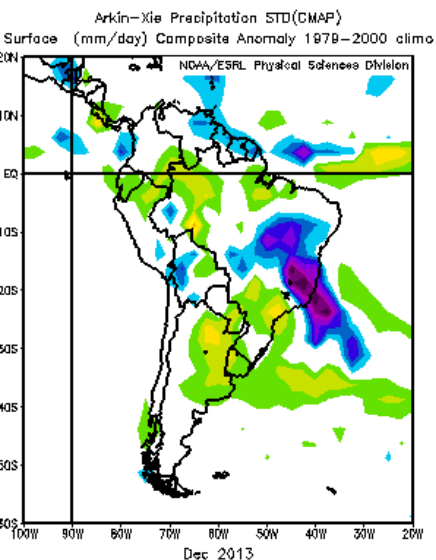 Arkin-Xie Precipitation STD(CMAP)
Surface (mm/day) Composite Anomaly 1979-2000 climo
NOAA/ESRL Physical Sciences Division
20N
10N
EQ
10S
20S
30S
40S
50S
60S
100W 90W 80W 70W 60W 50W 40W 30W 20W
Dec 2013